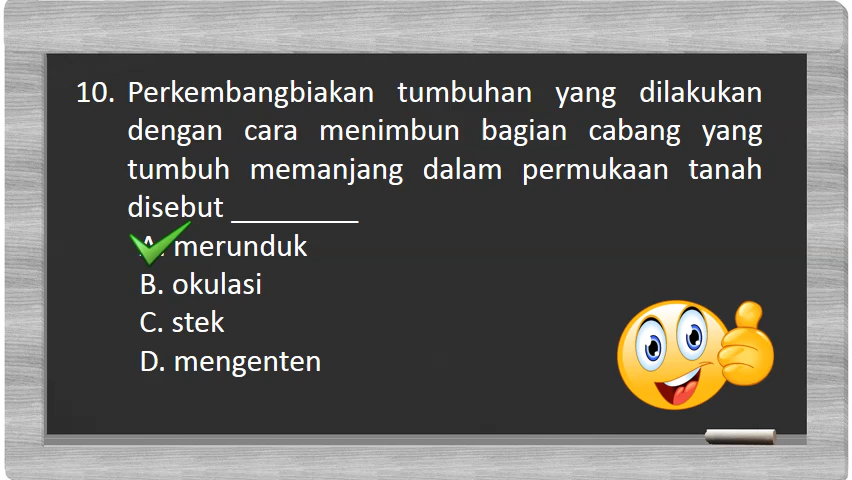 10. Perkembangbiakan tumbuhan yang dilakukan
dengan cara menimbun bagian cabang yang
tumbuh memanjang dalam permukaan tanah
disebut _________
A. merunduk
B. okulasi
C. stek
D. mengenten